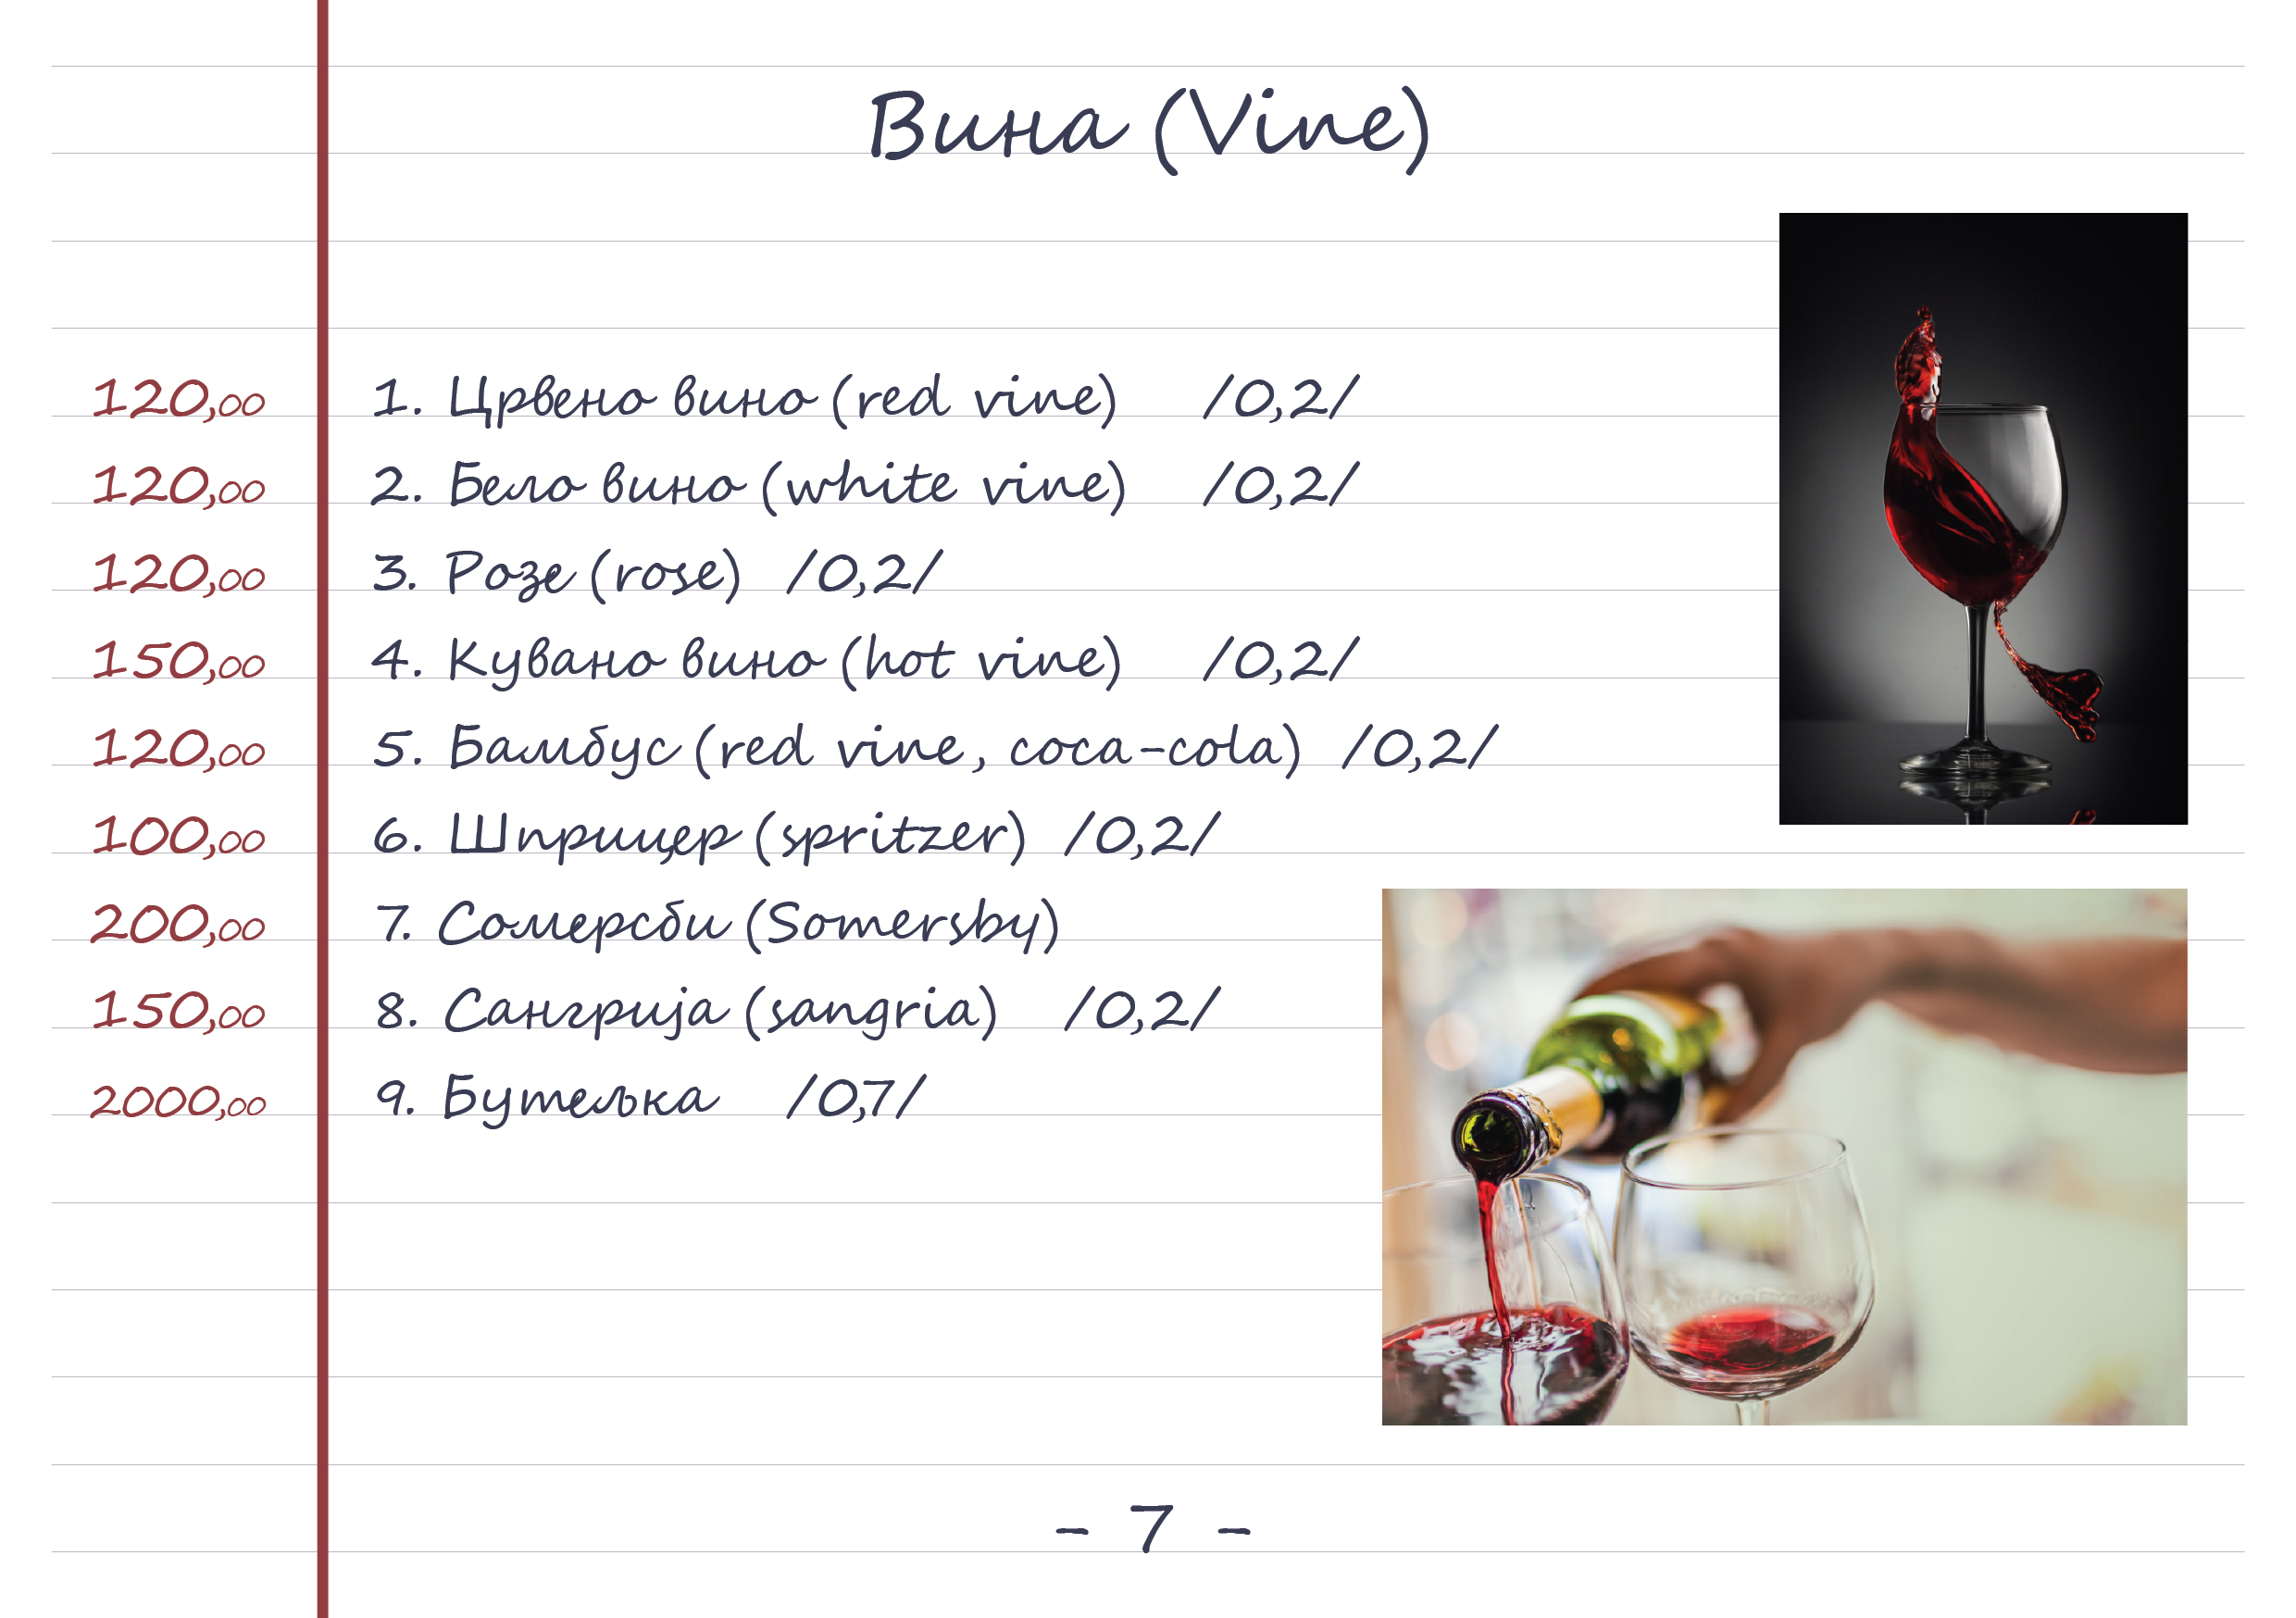 Вина (Vine)
120,00 1. Црвено вино (red vine) /0,2/
120,00 2. Бело вино (white vine) /0,2/
120,00 3. Розе (rose) /0,2/
150,00 4. Кувано вино (hot vine) /0,2/
120,00 5. Бамбус (red vine, coca-cola) /0,2/
100,00 6. Шприцер (spritzer) /0,2/
200,00 7. Сомерсби (Somersby)
150,00 8. Сангрија (sangria) /0,2/
2000,00 9. Бутељка /0,7/
- 7 -